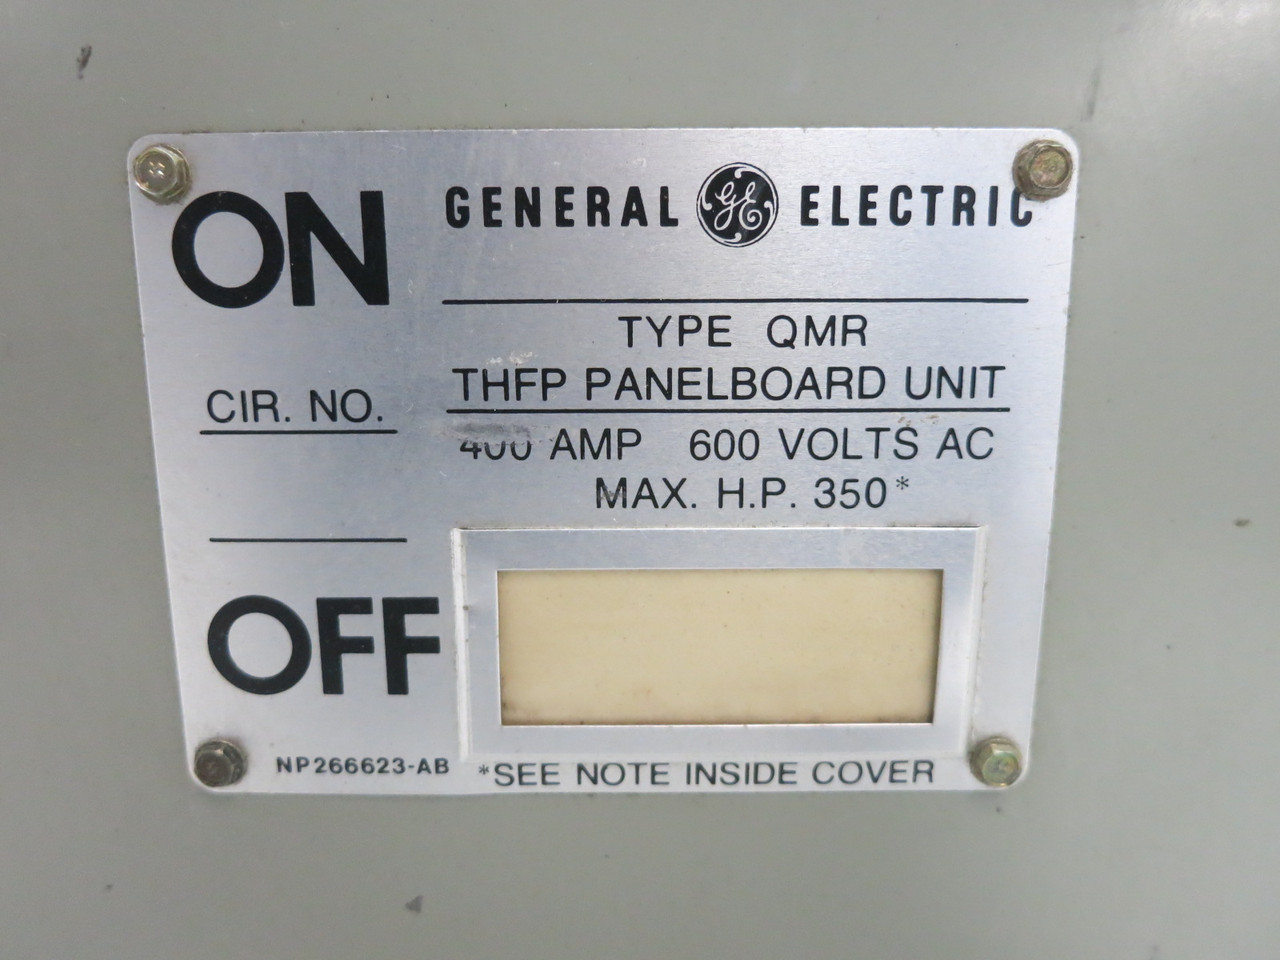 ON
GENERAL GE ELECTRIC
TYPE QMR
THFP PANELBOARD UNIT
CIR. NO.
400 AMP 600 VOLTS AC
MAX. H.P. 350*
OFF
NP266623-AB
*SEE NOTE INSIDE COVER